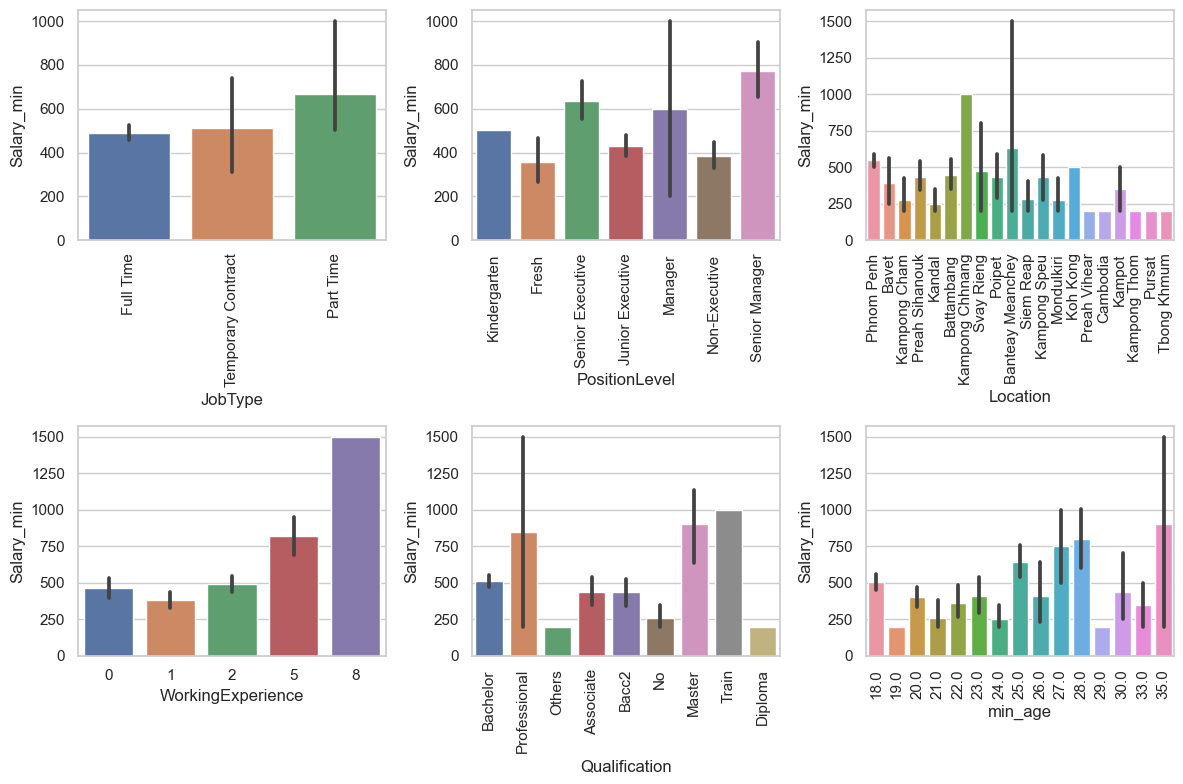 Salary_min
1000
800
600
400
200
0
Full Time
Temporary Contract
Part Time
JobType
Salary_min
1000
800
600
400
200
0
Kindergarten
Fresh
Senior Executive
Junior Executive
Manager
Non-Executive
Senior Manager
PositionLevel
Salary_min
1500
1250
1000
750
500
250
0
Phnom Penh
Bavet
Kampong Cham
Preah Sihanouk
Kandal
Battambang
Kampong Chhnang
Svay Rieng
Poipet
Banteay Meanchey
Siem Reap
Kampong Speu
Mondulkiri
Koh Kong
Preah Vihear
Cambodia
Kampot
Kampong Thom
Pursat
Tbong Khmum
Location
Salary_min
1500
1250
1000
750
500
250
0
0 1 2 5 8
WorkingExperience
Salary_min
1500
1250
1000
750
500
250
0
Bachelor
Professional
Others
Associate
Bacc2
No
Master
Train
Diploma
Qualification
Salary_min
1500
1250
1000
750
500
250
0
18.0
19.0
20.0
21.0
22.0
23.0
24.0
25.0
26.0
27.0
28.0
29.0
30.0
33.0
35.0
min_age